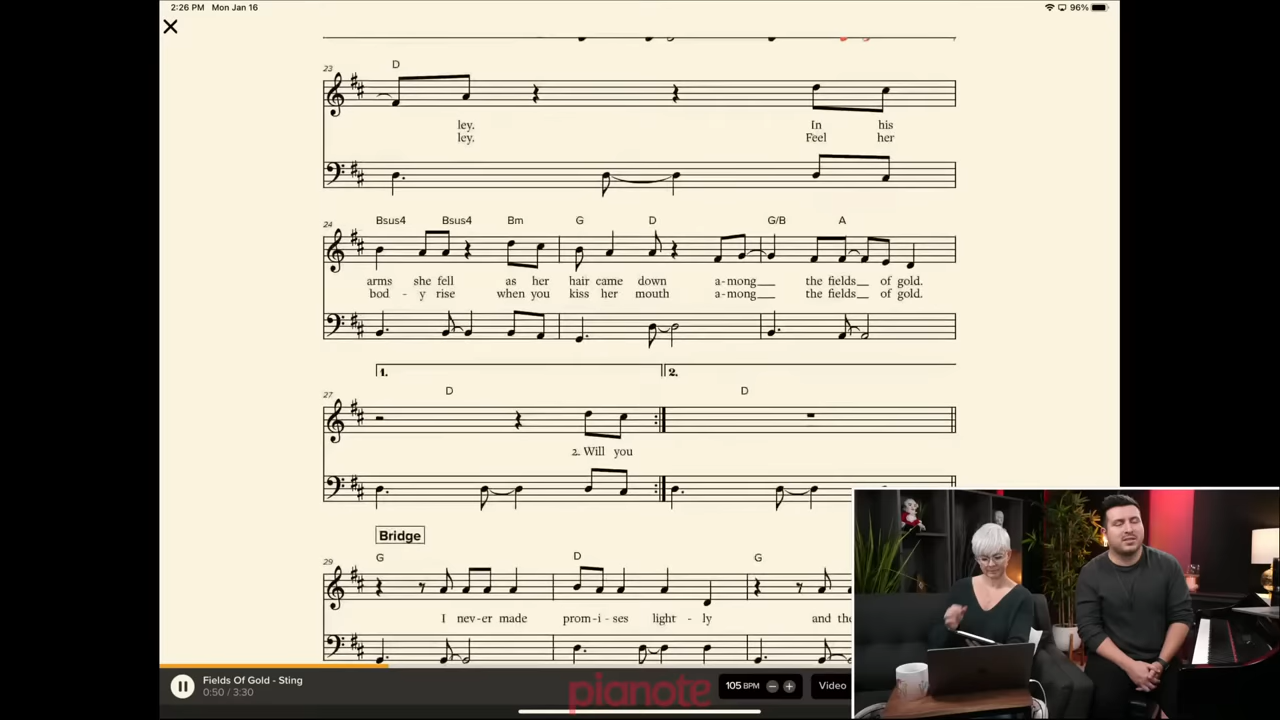 2:26 PM Mon Jan 16
96%
23
D
ley. In his
ley. Feel her
24
Bsus4 Bsus4 Bm G D G/B A
arms she fell as her hair came down a-mong the fields of gold.
bod - y rise when you kiss her mouth a-mong the fields of gold.
1. 2.
27
D D
2. Will you
Bridge
29
G D G
I nev-er made prom-i-ses light-ly and the
Fields Of Gold - Sting
0:50 / 3:30
pianote
105 BPM
Video